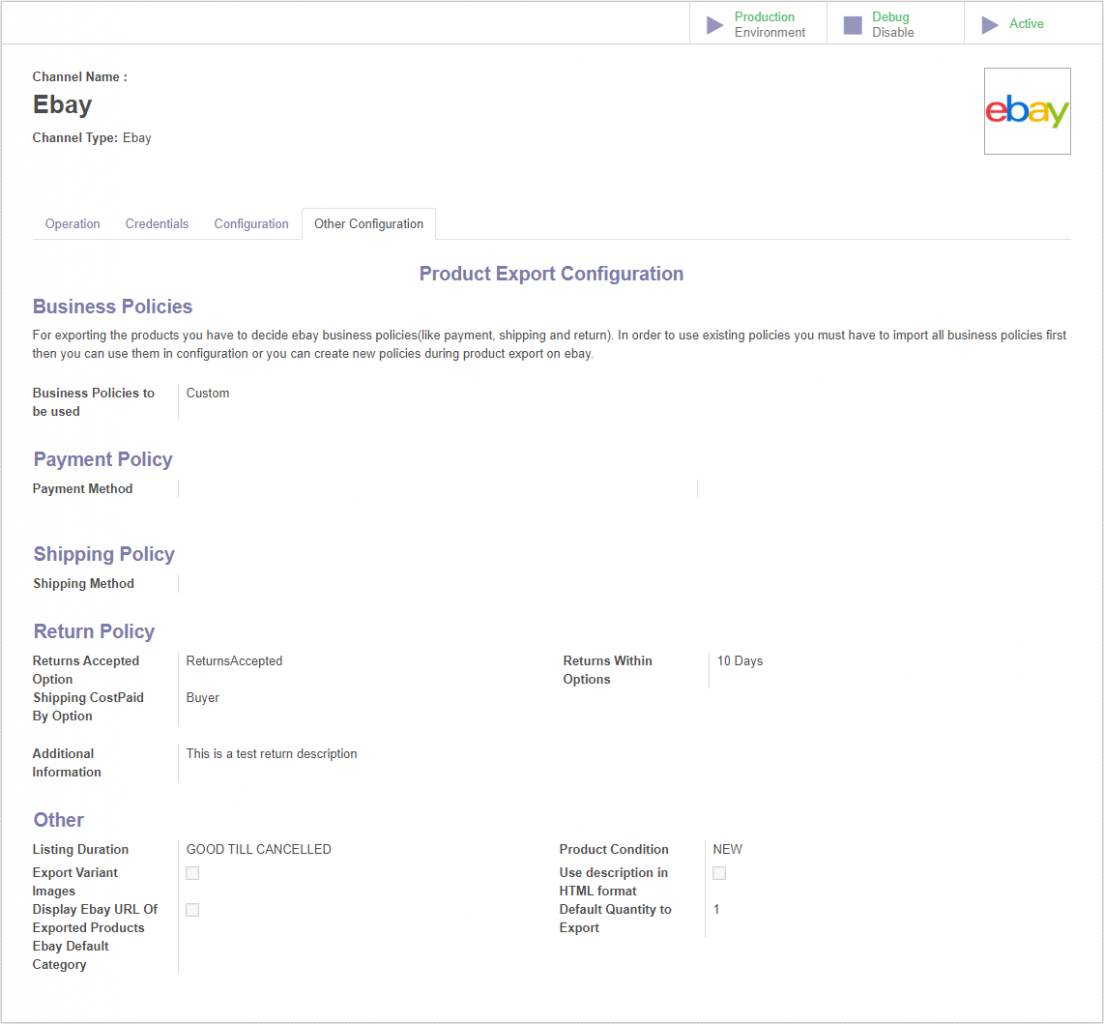 Production
Environment
Debug
Disable
Active
Channel Name :
Ebay
ebay
Channel Type: Ebay
Operation Credentials Configuration Other Configuration
Product Export Configuration
Business Policies
For exporting the products you have to decide ebay business policies(like payment, shipping and return). In order to use existing policies you must have to import all business policies first
then you can use them in configuration or you can create new policies during product export on ebay.
Business Policies to
be used
Custom
Payment Policy
Payment Method
Shipping Policy
Shipping Method
Return Policy
Returns Accepted
Option
ReturnsAccepted
Returns Within
Options
10 Days
Shipping CostPaid
By Option
Buyer
Additional
Information
This is a test return description
Other
Listing Duration
GOOD TILL CANCELLED
Product Condition
NEW
Export Variant
Images
Use description in
HTML format
Display Ebay URL Of
Exported Products
Default Quantity to
Export
1
Ebay Default
Category